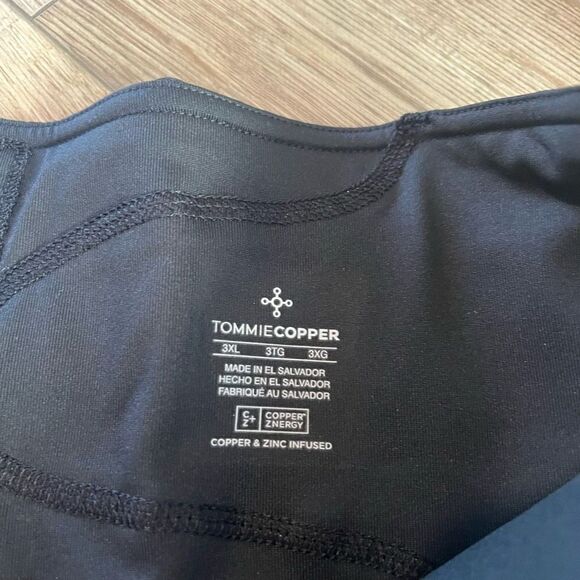 TOMMIECOPPER
3XL 3TG 3XG
MADE IN EL SALVADOR
HECHO EN EL SALVADOR
FABRIQUÉ AU SALVADOR
C Z+ COPPER™ ZNERGY
COPPER & ZINC INFUSED